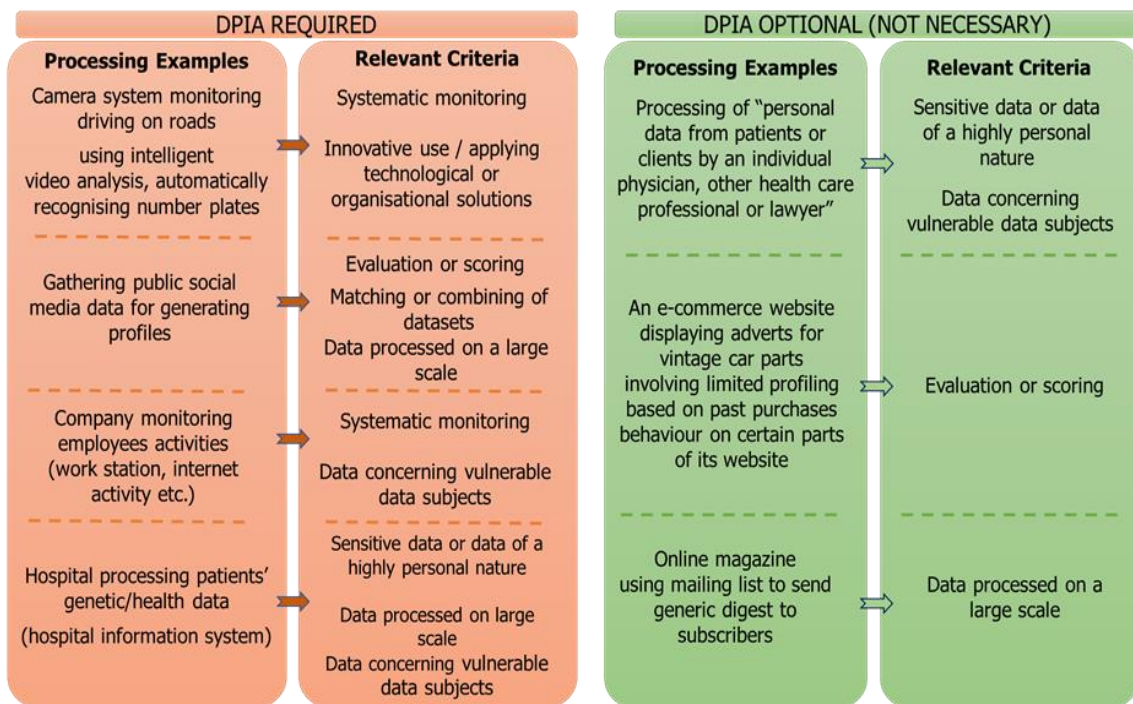 DPIA REQUIRED
Processing Examples
Camera system monitoring
driving on roads
using intelligent
video analysis, automatically
recognising number plates
Gathering public social
media data for generating
profiles
Company monitoring
employees activities
(work station, internet
activity etc.)
Hospital processing patients’
genetic/health data
(hospital information system)
Relevant Criteria
Systematic monitoring
Innovative use / applying
technological or
organisational solutions
Evaluation or scoring
Matching or combining of
datasets
Data processed on a large
scale
Systematic monitoring
Data concerning vulnerable
data subjects
Sensitive data or data of a
highly personal nature
Data processed on large
scale
Data concerning vulnerable
data subjects
DPIA OPTIONAL (NOT NECESSARY)
Processing Examples
Processing of “personal
data from patients or
clients by an individual
physician, other health care
professional or lawyer”
An e-commerce website
displaying adverts for
vintage car parts
involving limited profiling
based on past purchases
behaviour on certain parts
of its website
Online magazine
using mailing list to send
generic digest to
subscribers
Relevant Criteria
Sensitive data or data
of a highly personal
nature
Data concerning
vulnerable data subjects
Evaluation or scoring
Data processed on a
large scale